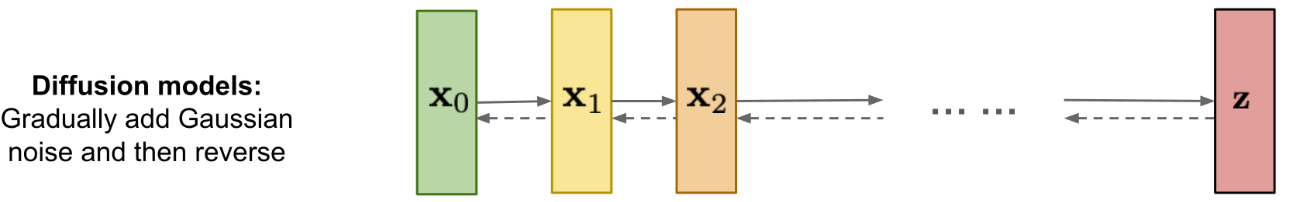 Diffusion models:
Gradually add Gaussian
noise and then reverse
x₀ x₁ x₂ ... ... z